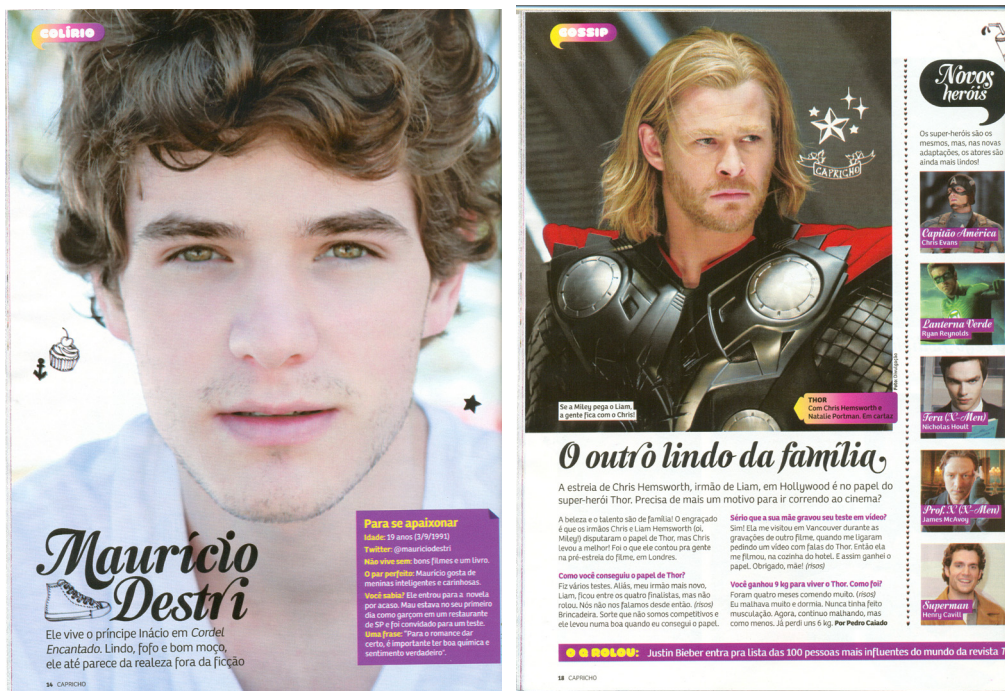 COLÍRIO
Maurício
Destri
Ele vive o príncipe Inácio em Cordel
Encantado. Lindo, fofo e bom moço,
ele até parece da realeza fora da ficção
Para se apaixonar
Idade: 19 anos (3/9/1991)
Twitter: @mauriciodestri
Não vive sem: bons filmes e um livro.
O par perfeito: Maurício gosta de
meninas inteligentes e carinhosas.
Você sabia? Ele entrou para a novela
por acaso. Mau estava no seu primeiro
dia como garçom em um restaurante
de SP e foi convidado para um teste.
Uma frase: "Para o romance dar
certo, é importante ter boa química e
sentimento verdadeiro".
14 CAPRICHO
GOSSIP
CAPRICHO
Se a Miley pega o Liam,
a gente fica com o Chris!
THOR
Com Chris Hemsworth e
Natalie Portman. Em cartaz
O outro lindo da família
A estreia de Chris Hemsworth, irmão de Liam, em Hollywood é no papel do
super-herói Thor. Precisa de mais um motivo para ir correndo ao cinema?
A beleza e o talento são de família! O engraçado
é que os irmãos Chris e Liam Hemsworth (oi,
Miley!) disputaram o papel de Thor, mas Chris
levou a melhor! Foi o que ele contou pra gente
na pré-estreia do filme, em Londres.
Como você conseguiu o papel de Thor?
Fiz vários testes. Aliás, meu irmão mais novo,
Liam, ficou entre os quatro finalistas, mas não
rolou. Nós não nos falamos desde então. (risos)
Brincadeira. Sorte que não somos competitivos e
ele levou numa boa quando eu consegui o papel.
Sério que a sua mãe gravou seu teste em vídeo?
Sim! Ela me visitou em Vancouver durante as
gravações de outro filme, quando me ligaram
pedindo um vídeo com falas do Thor. Então ela
me filmou, na cozinha do hotel. E assim ganhei o
papel. Obrigado, mãe! (risos)
Você ganhou 9 kg para viver o Thor. Como foi?
Foram quatro meses comendo muito. (risos)
Eu malhava muito e dormia. Nunca tinha feito
musculação. Agora, continuo malhando, mas
como menos. Já perdi uns 6 kg. Por Pedro Caiado
Novos
heróis
Os super-heróis são os
mesmos, mas, nas novas
adaptações, os atores são
ainda mais lindos!
Capitão América
Chris Evans
Lanterna Verde
Ryan Reynolds
Fera (X-Men)
Nicholas Hoult
Prof. X (X-Men)
James McAvoy
Superman
Henry Cavill
O Q ROLOU: Justin Bieber entra pra lista das 100 pessoas mais influentes do mundo da revista T
18 CAPRICHO